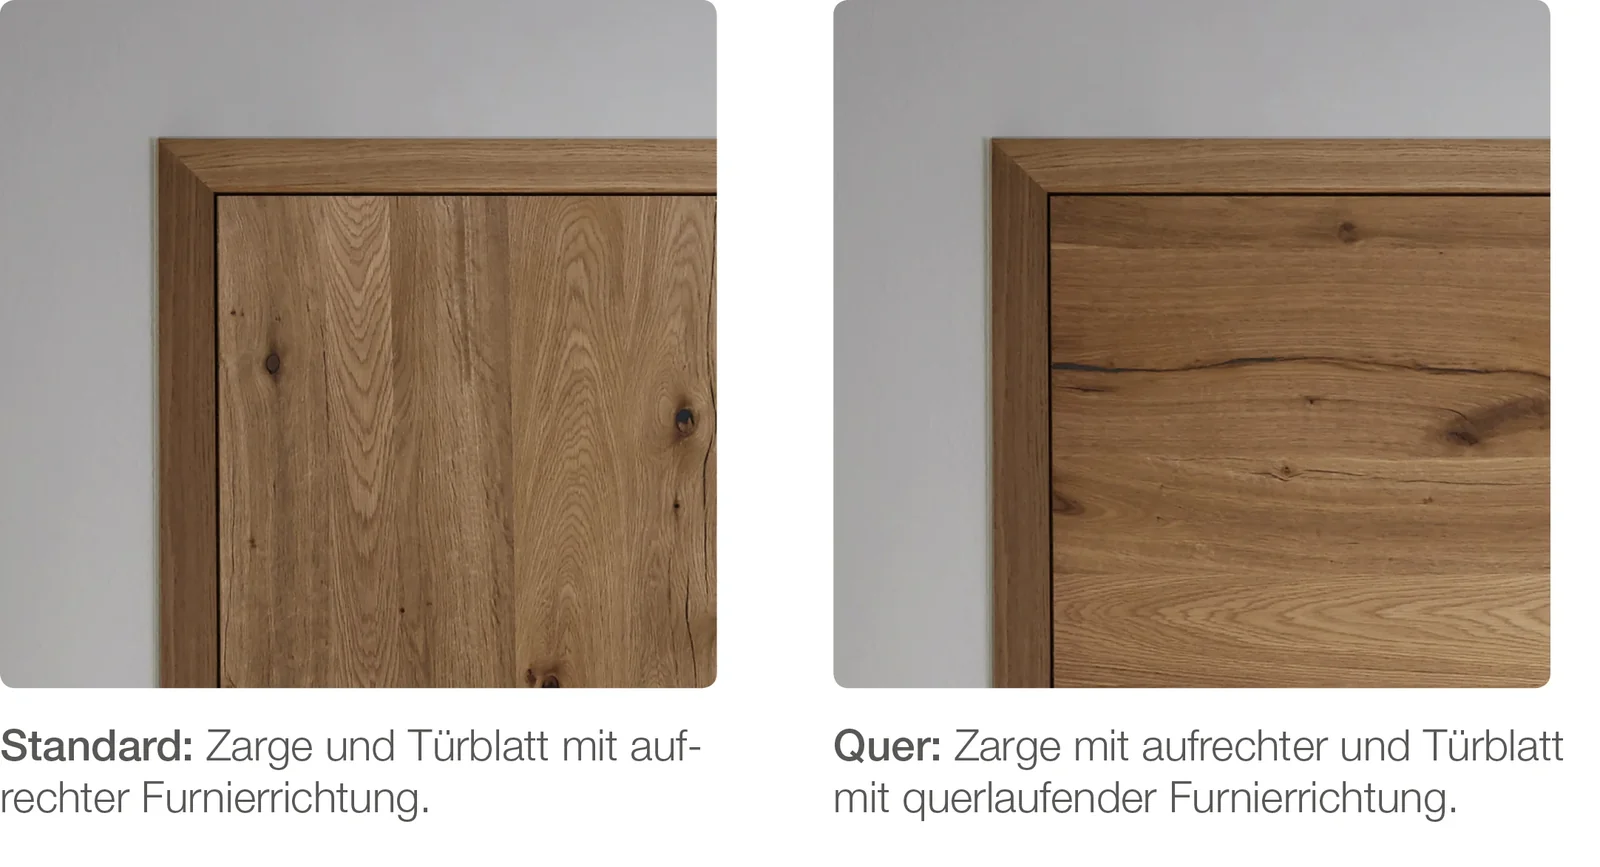 Standard: Zarge und Türblatt mit auf-
rechter Furnierrichtung.
Quer: Zarge mit aufrechter und Türblatt
mit querlaufender Furnierrichtung.